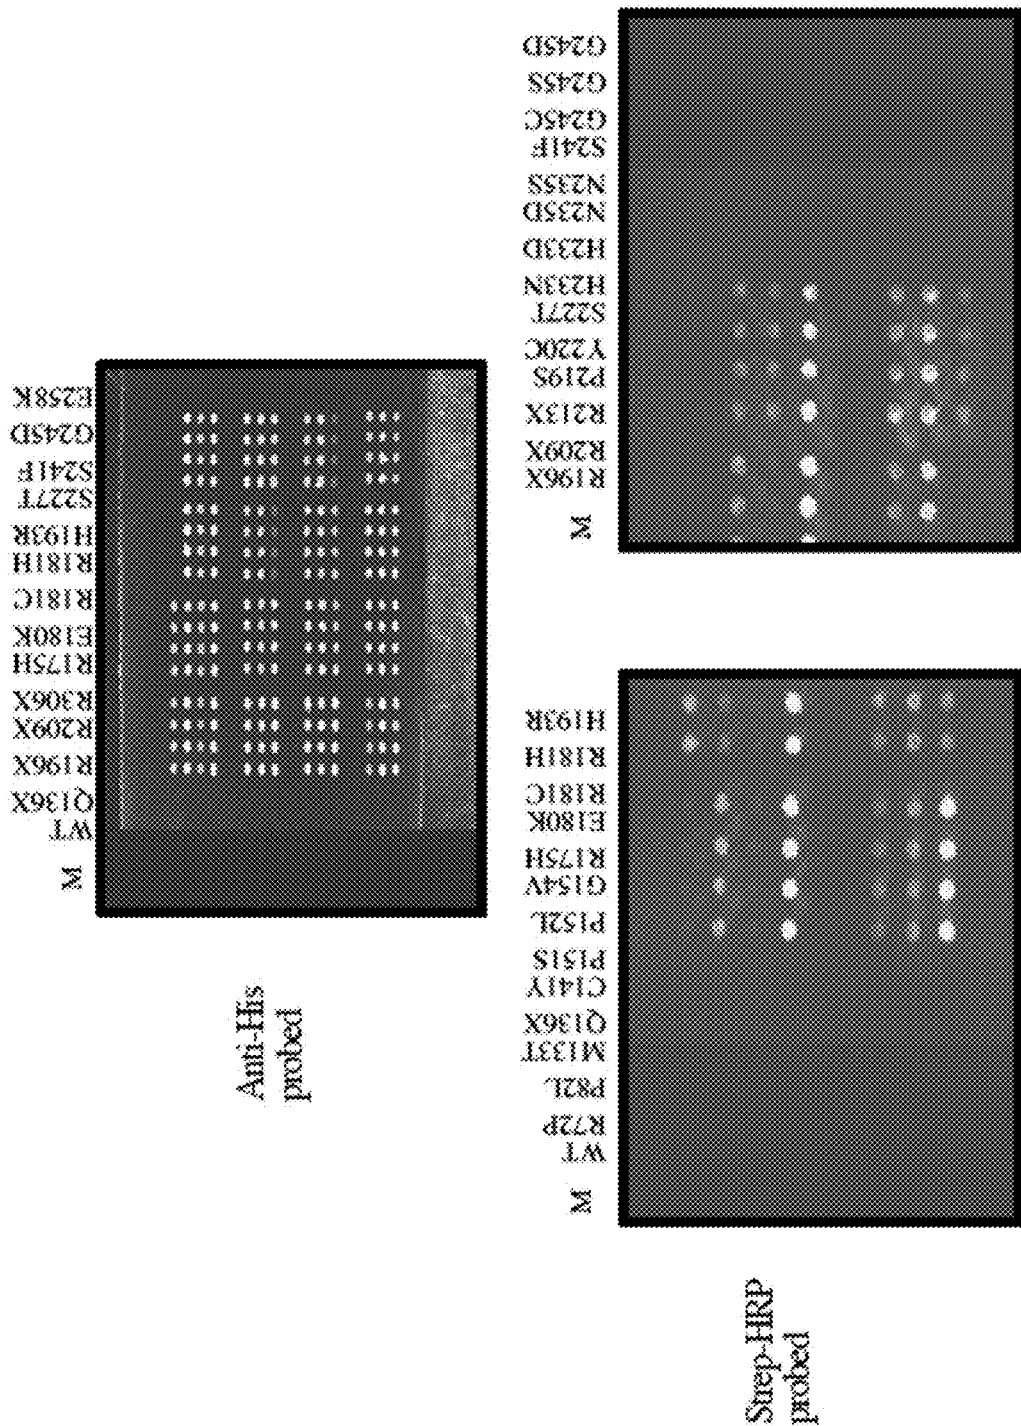 Anti-His
probed
M
WT
Q136X
R196X
R209X
R306X
R175H
E180K
R181C
R181H
H193R
S227T
S241F
G245D
E258K
Strep-HRP
probed
M
WT
R72P
P82L
M133T
Q136X
C141Y
P151S
P152L
G154V
R175H
E180K
R181C
R181H
H193R
M
R196X
R209X
R213X
P219S
Y220C
S227T
H233N
H233D
N235D
N235S
S241F
G245C
G245S
G245D